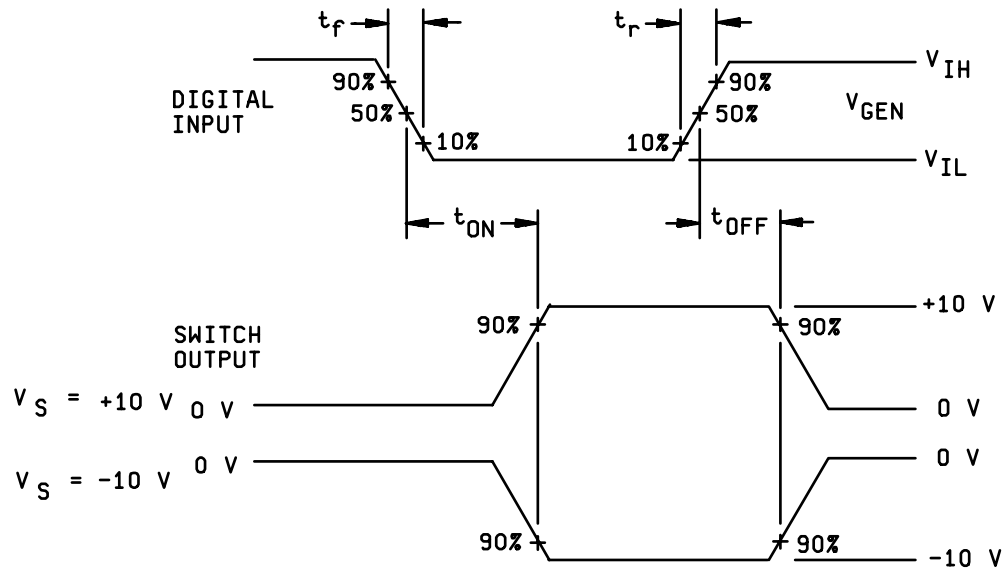 tf
tr
90%
90%
VIH
DIGITAL
INPUT
50%
50%
VGEN
10%
10%
VIL
tON
tOFF
+10 V
90%
90%
SWITCH
OUTPUT
VS = +10 V
0 V
0 V
0 V
0 V
VS = -10 V
90%
90%
-10 V